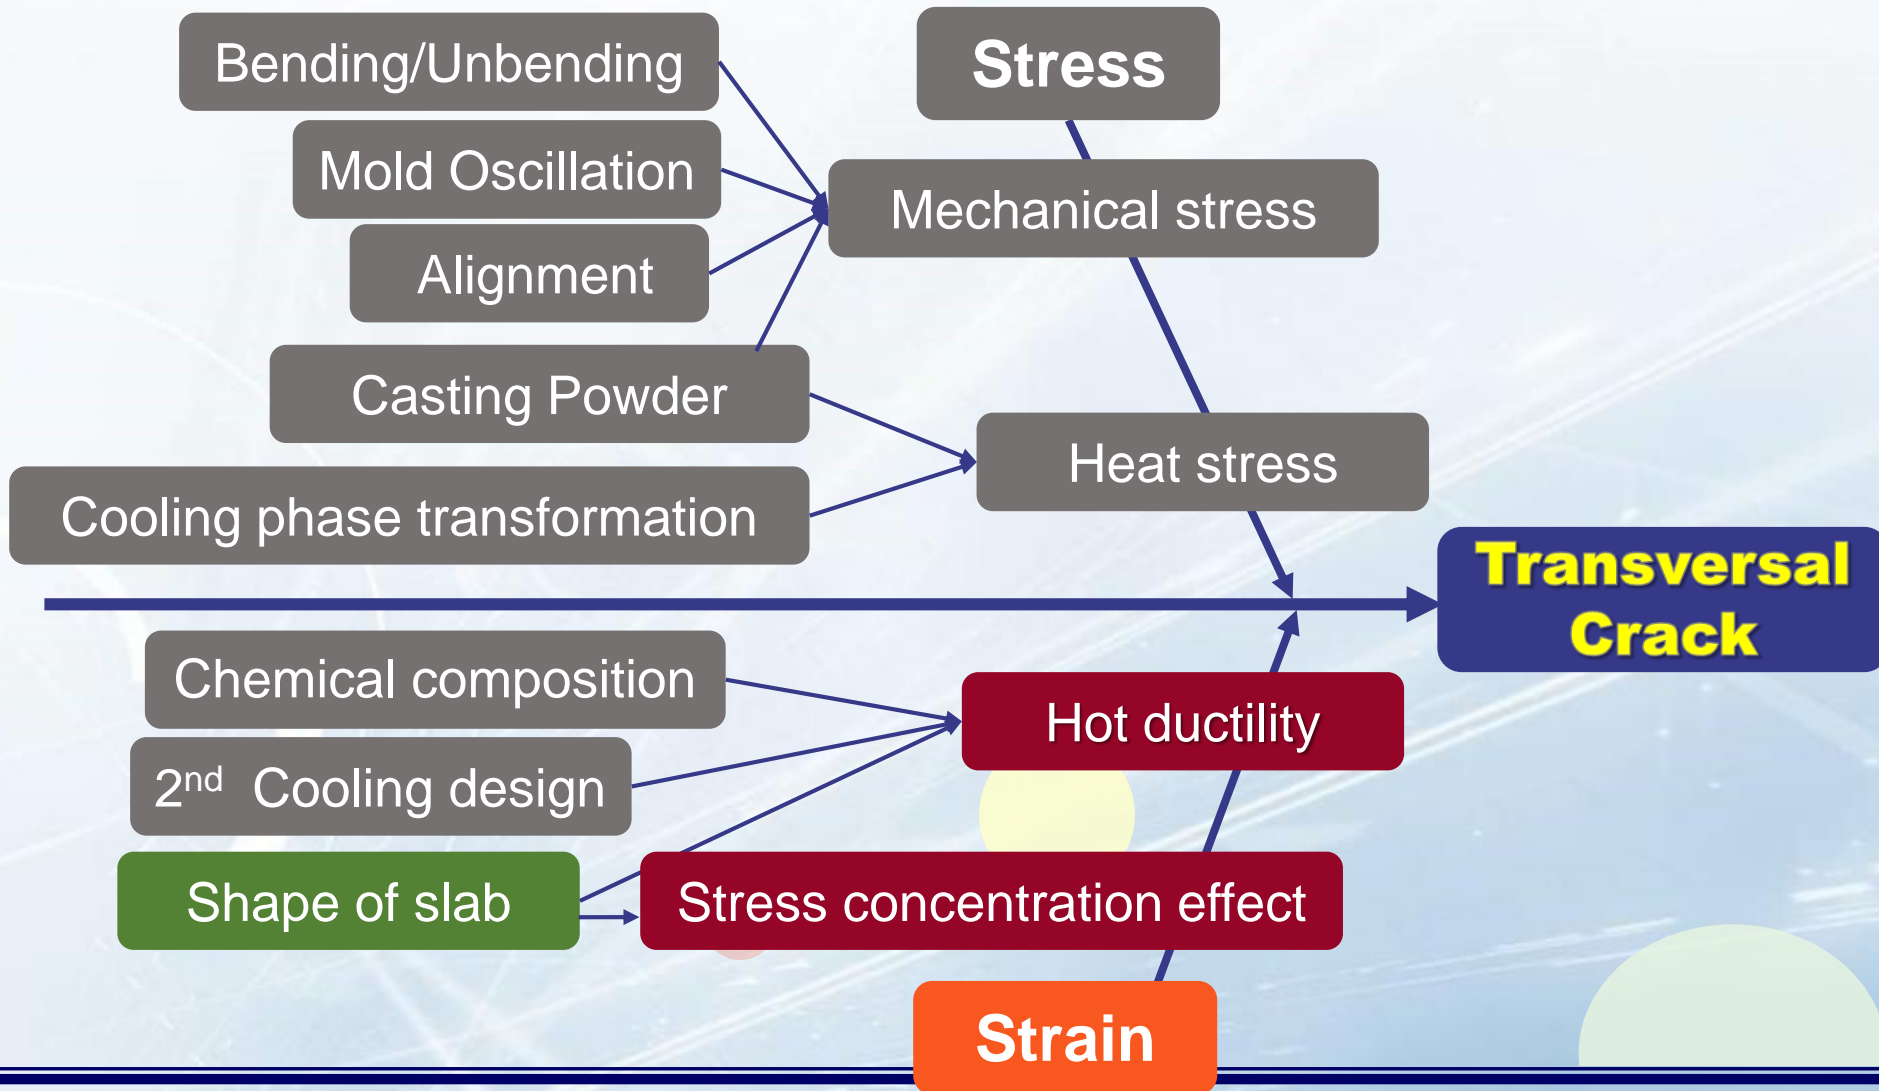 Bending/Unbending
Stress
Mold Oscillation
Mechanical stress
Alignment
Casting Powder
Heat stress
Cooling phase transformation
Transversal
Crack
Chemical composition
Hot ductility
2nd Cooling design
Shape of slab
Stress concentration effect
Strain